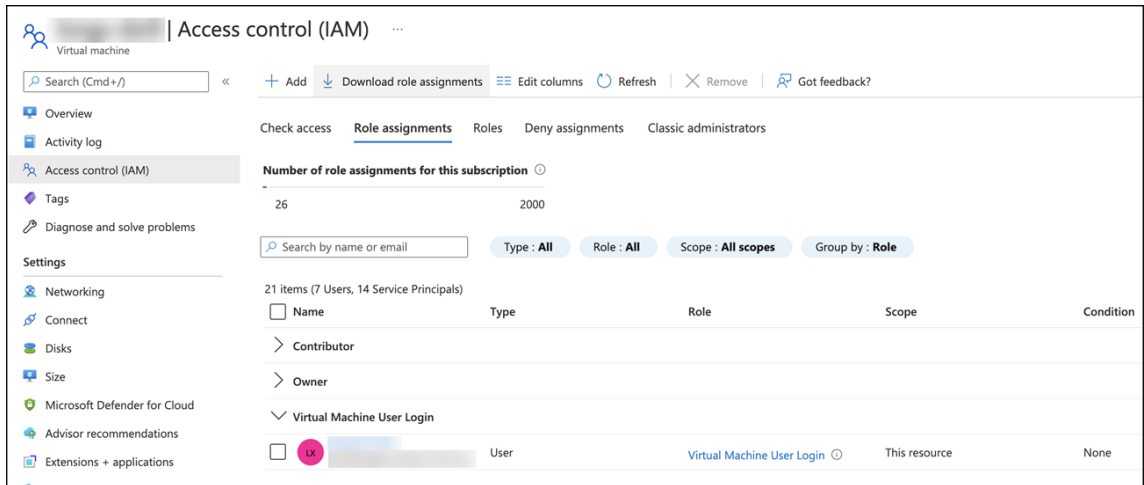 | Access control (IAM) ...
Virtual machine
Search (Cmd+/) «
+ Add Download role assignments Edit columns Refresh Remove Got feedback?
Overview
Activity log
Access control (IAM)
Tags
Diagnose and solve problems
Settings
Networking
Connect
Disks
Size
Microsoft Defender for Cloud
Advisor recommendations
Extensions + applications
Check access Role assignments Roles Deny assignments Classic administrators
Number of role assignments for this subscription
26 2000
Search by name or email Type : All Role : All Scope : All scopes Group by : Role
21 items (7 Users, 14 Service Principals)
Name Type Role Scope Condition
Contributor
Owner
Virtual Machine User Login
LX User Virtual Machine User Login This resource None